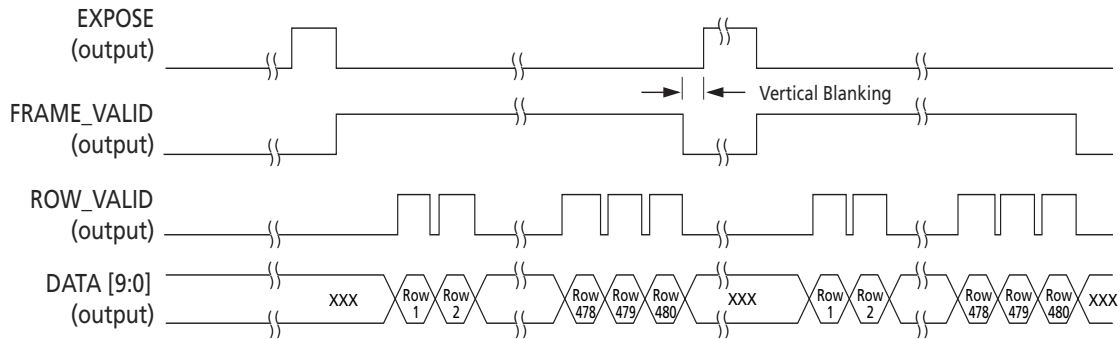 EXPOSE
(output)
Vertical Blanking
FRAME_VALID
(output)
ROW_VALID
(output)
DATA [9:0]
(output)
XXX
Row
1
Row
2
Row
478
Row
479
Row
480
XXX
Row
1
Row
2
Row
478
Row
479
Row
480
XXX